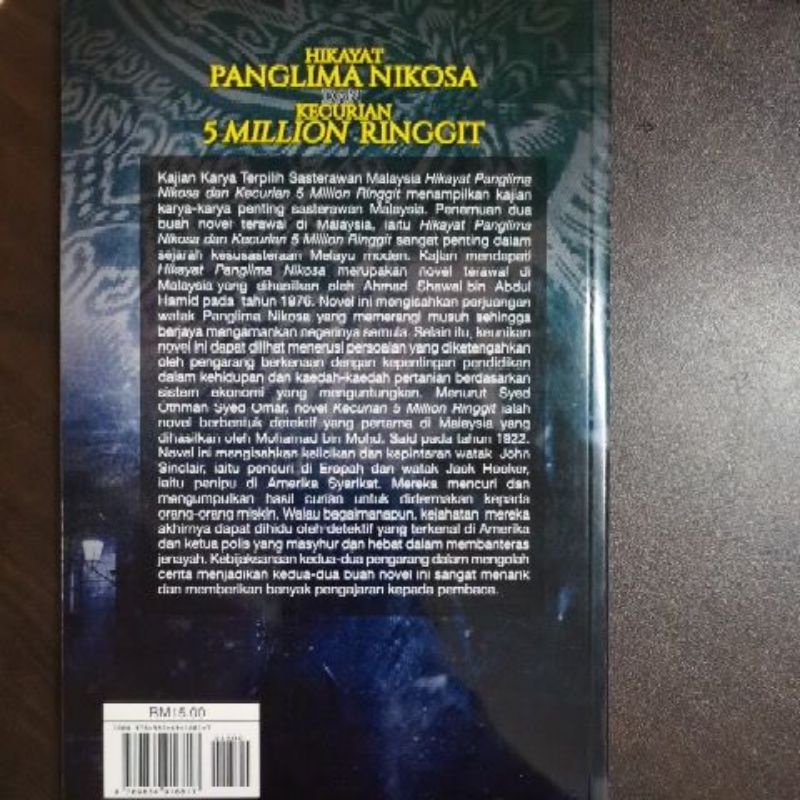 HIKAYAT
PANGLIMA NIKOSA
DAN
KECURIAN
5 MILLION RINGGIT
Kajian Karya Terpilih Sasterawan Malaysia Hikayat Panglima
Nikosa dan Kecurian 5 Million Ringgit menampilkan kajian
karya-karya penting sasterawan Malaysia. Penemuan dua
buah novel terawal di Malaysia, iaitu Hikayat Panglima
Nikosa dan Kecurian 5 Million Ringgit sangat penting dalam
sejarah kesusasteraan Melayu moden. Kajian mendapati
Hikayat Panglima Nikosa merupakan novel terawal di
Malaysia yang dihasilkan oleh Ahmad Shawal bin Abdul
Hamid pada tahun 1876. Novel ini mengisahkan perjuangan
watak Panglima Nikosa yang memerangi musuh sehingga
berjaya mengamankan negerinya semula. Selain itu, keunikan
novel ini dapat dilihat menerusi persoalan yang diketengahkan
oleh pengarang berkenaan dengan kepentingan pendidikan
dalam kehidupan dan kaedah-kaedah pertanian berdasarkan
sistem ekonomi yang menguntungkan. Menurut Syed
Othman Syed Omar, novel Kecurian 5 Million Ringgit ialah
novel berbentuk detektif yang pertama di Malaysia yang
dihasilkan oleh Muhamad bin Mohd. Said pada tahun 1922.
Novel ini mengisahkan kelicikan dan kepintaran watak John
Sinclair, iaitu pencuri di Eropah dan watak Jack Hooker,
iaitu penipu di Amerika Syarikat. Mereka mencuri dan
mengumpulkan hasil curian untuk didermakan kepada
orang-orang miskin. Walau bagaimanapun, kejahatan mereka
akhirnya dapat dihidu oleh detektif yang terkenal di Amerika
dan ketua polis yang masyhur dan hebat dalam membanteras
jenayah. Kebijaksanaan kedua-dua pengarang dalam mengolah
cerita menjadikan kedua-dua buah novel ini sangat menarik
dan memberikan banyak pengajaran kepada pembaca.
RM15.00